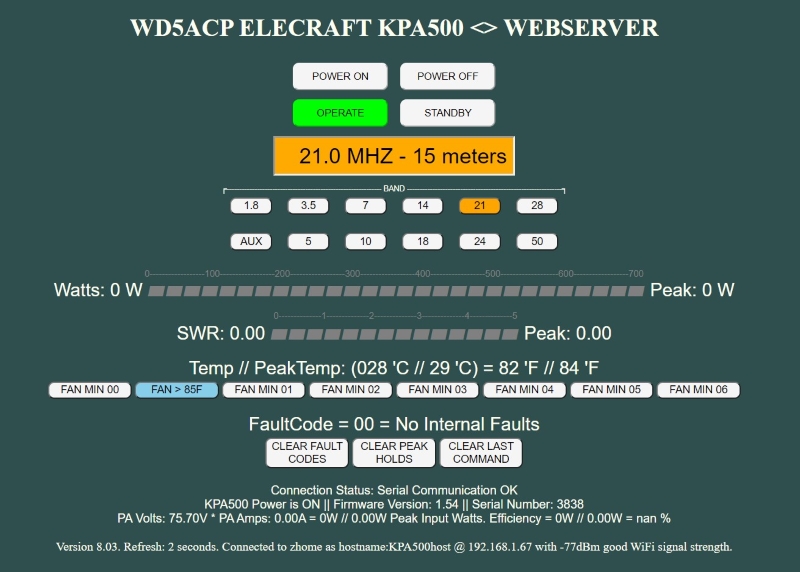 WD5ACP ELECRAFT KPA500 <> WEBSERVER
POWER ON POWER OFF
OPERATE STANDBY
21.0 MHZ - 15 meters
BAND
1.8 3.5 7 14 21 28
AUX 5 10 18 24 50
0 100 200 300 400 500 600 700
Watts: 0 W Peak: 0 W
0 1 2 3 4 5
SWR: 0.00 Peak: 0.00
Temp // PeakTemp: (028 'C // 29 'C) = 82 'F // 84 'F
FAN MIN 00 FAN > 85F FAN MIN 01 FAN MIN 02 FAN MIN 03 FAN MIN 04 FAN MIN 05 FAN MIN 06
FaultCode = 00 = No Internal Faults
CLEAR FAULT CODES CLEAR PEAK HOLDS CLEAR LAST COMMAND
Connection Status: Serial Communication OK
KPA500 Power is ON || Firmware Version: 1.54 || Serial Number: 3838
PA Volts: 75.70V * PA Amps: 0.00A = 0W // 0.00W Peak Input Watts. Efficiency = 0W // 0.00W = nan %
Version 8.03. Refresh: 2 seconds. Connected to zhome as hostname:KPA500host @ 192.168.1.67 with -77dBm good WiFi signal strength.